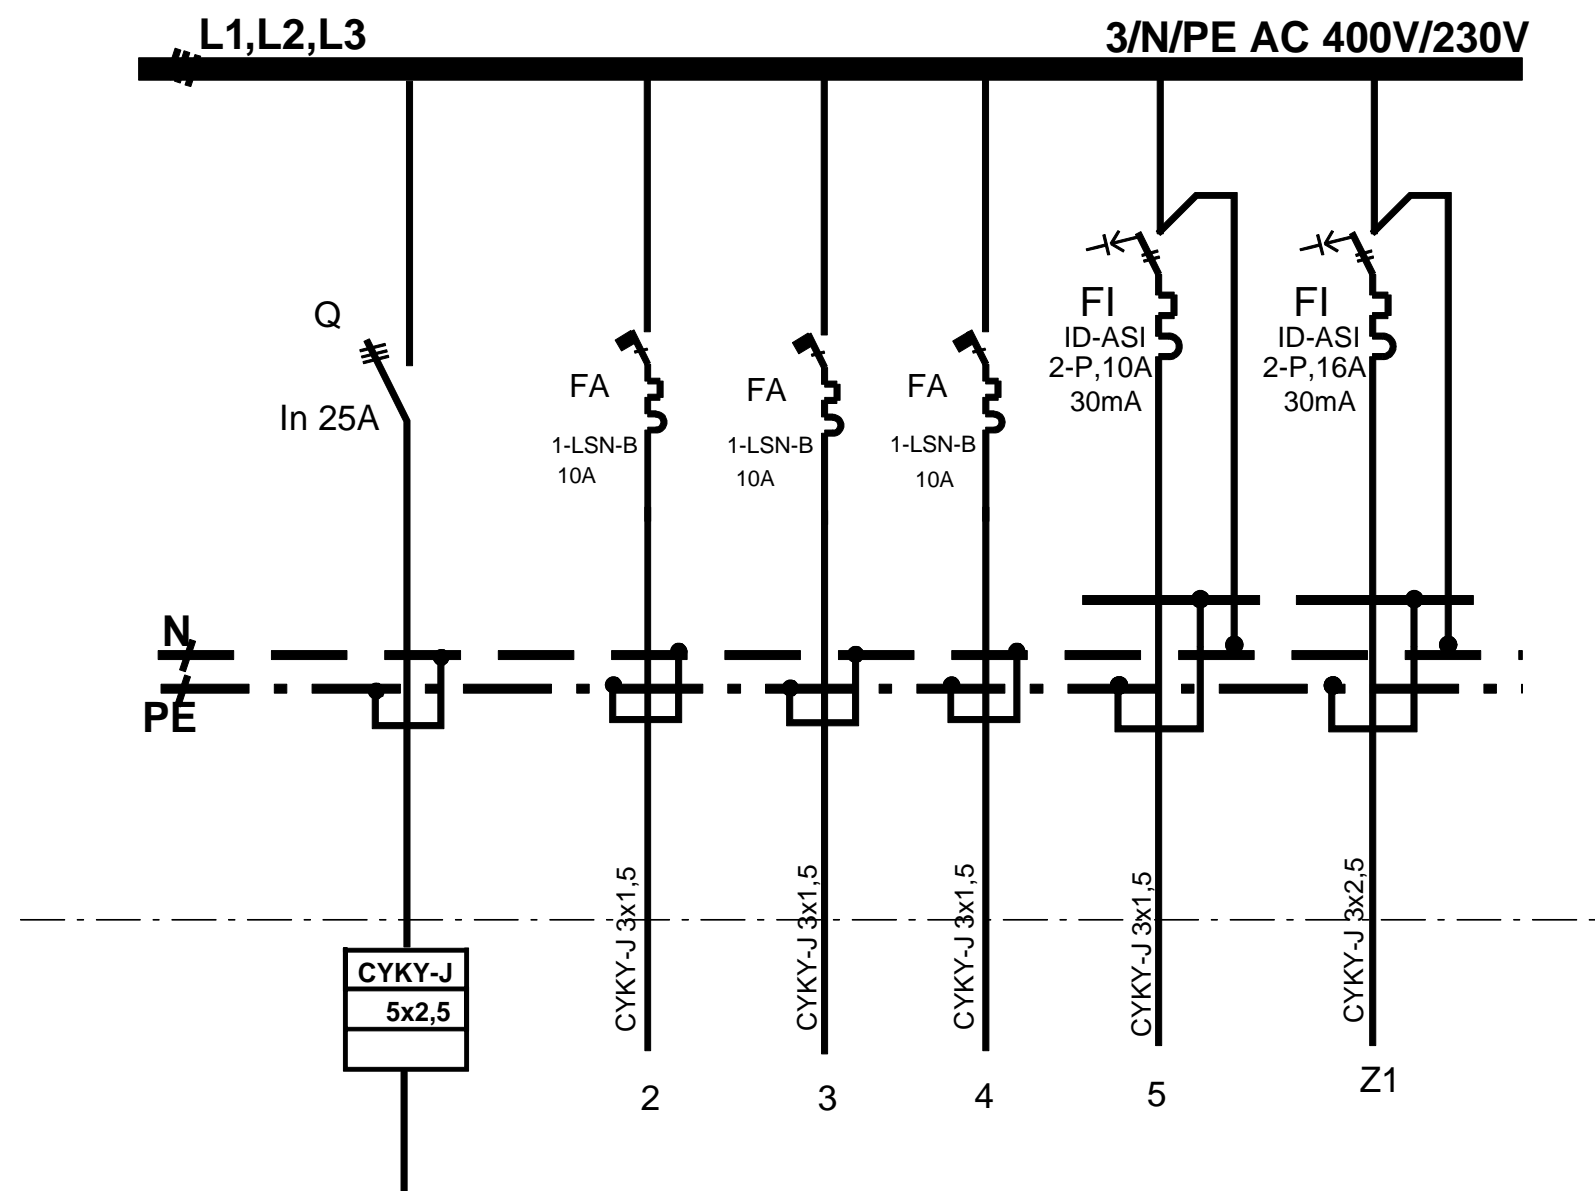 L1,L2,L3
3/N/PE AC 400V/230V
Q
In 25A
FA
1-LSN-B
10A
FA
1-LSN-B
10A
FA
1-LSN-B
10A
FI
ID-ASI
2-P,10A
30mA
FI
ID-ASI
2-P,16A
30mA
N
PE
CYKY-J
5x2,5
CYKY-J 3x1,5
CYKY-J 3x1,5
CYKY-J 3x1,5
CYKY-J 3x1,5
CYKY-J 3x2,5
2
3
4
5
Z1